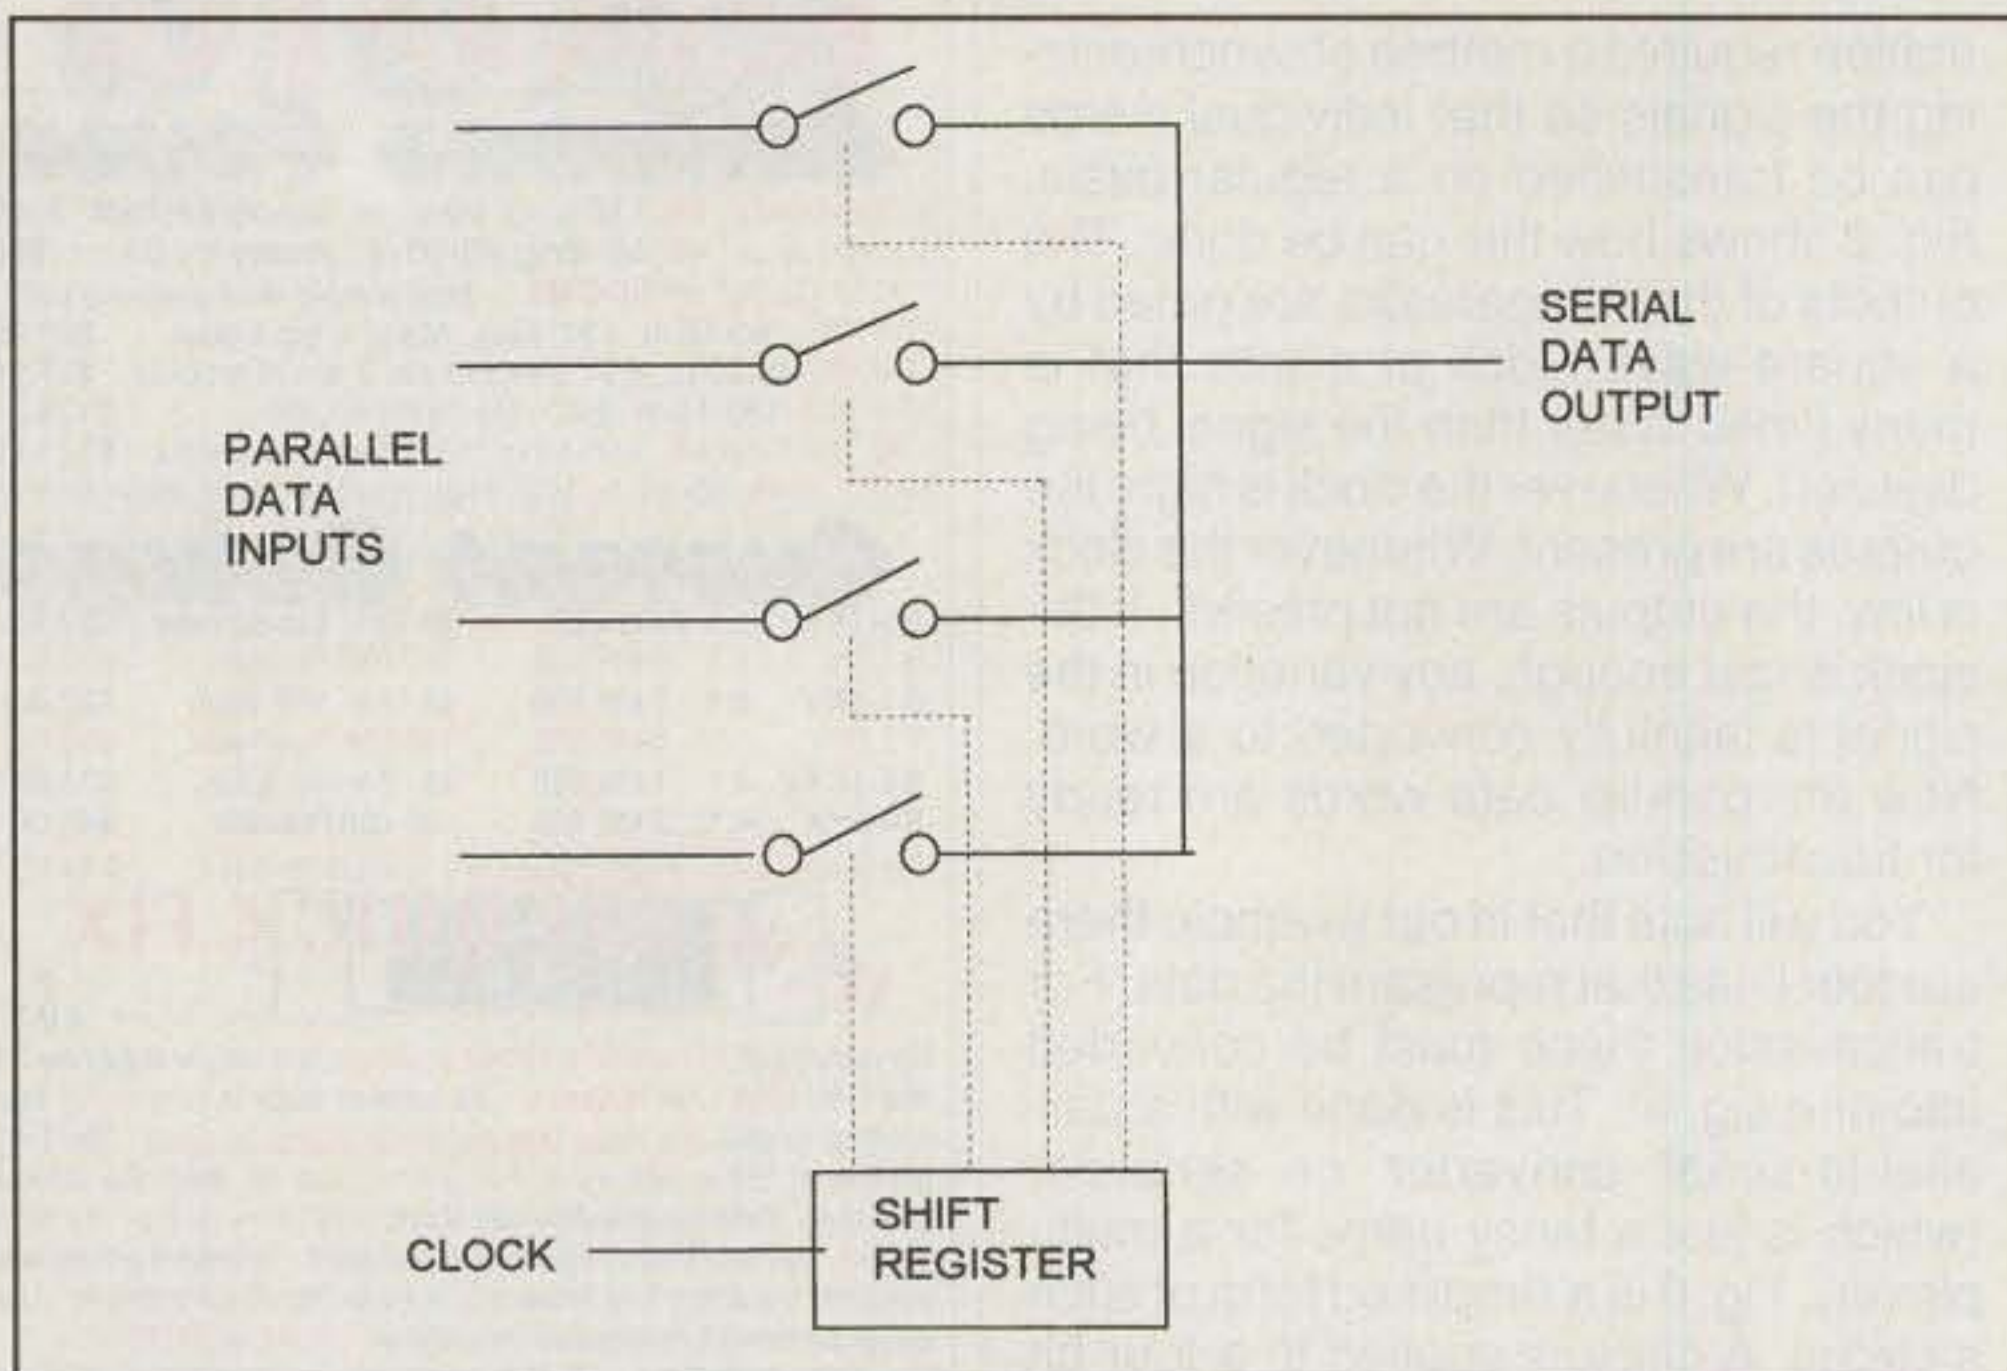 SERIAL
DATA
OUTPUT
PARALLEL
DATA
INPUTS
CLOCK
SHIFT
REGISTER